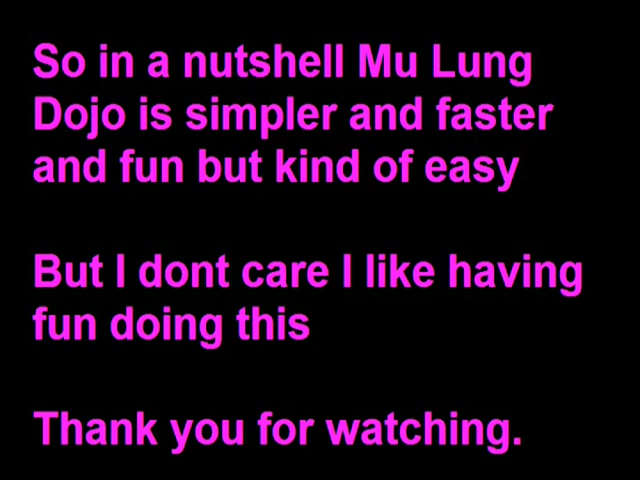 So in a nutshell Mu Lung
Dojo is simpler and faster
and fun but kind of easy
But I dont care I like having
fun doing this
Thank you for watching.